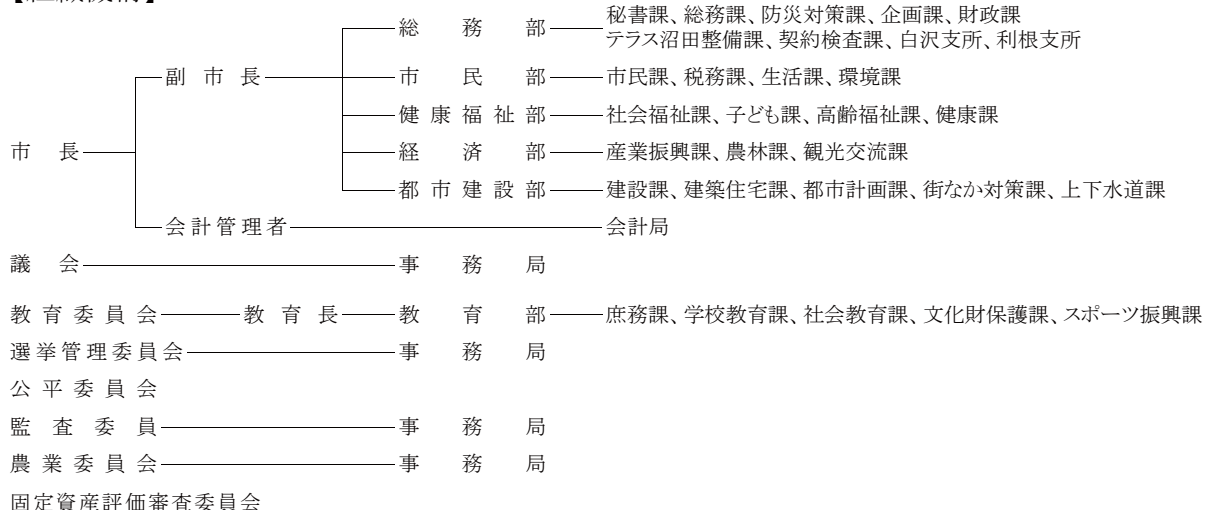 【組織機構】
総務部 秘書課、総務課、防災対策課、企画課、財政課
テラス沼田整備課、契約検査課、白沢支所、利根支所
副市長 市民部 市民課、税務課、生活課、環境課
健康福祉部 社会福祉課、子ども課、高齢福祉課、健康課
市長 経済部 産業振興課、農林課、観光交流課
都市建設部 建設課、建築住宅課、都市計画課、街なか対策課、上下水道課
会計管理者 会計局
議会 事務局
教育委員会 教育長 教育部 庶務課、学校教育課、社会教育課、文化財保護課、スポーツ振興課
選挙管理委員会 事務局
公平委員会
監査委員 事務局
農業委員会 事務局
固定資産評価審査委員会